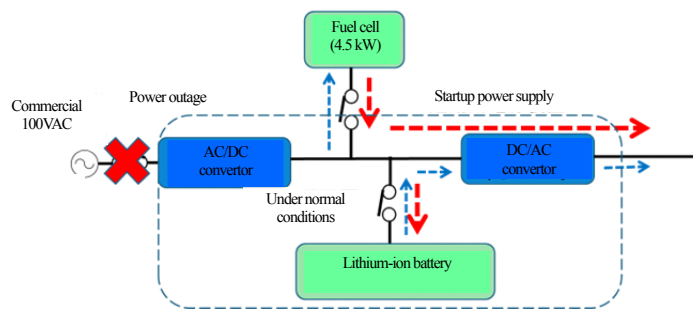 Fuel cell
(4.5 kW)
Commercial
100VAC
Power outage
Startup power supply
AC/DC
convertor
DC/AC
convertor
Under normal
conditions
Lithium-ion battery